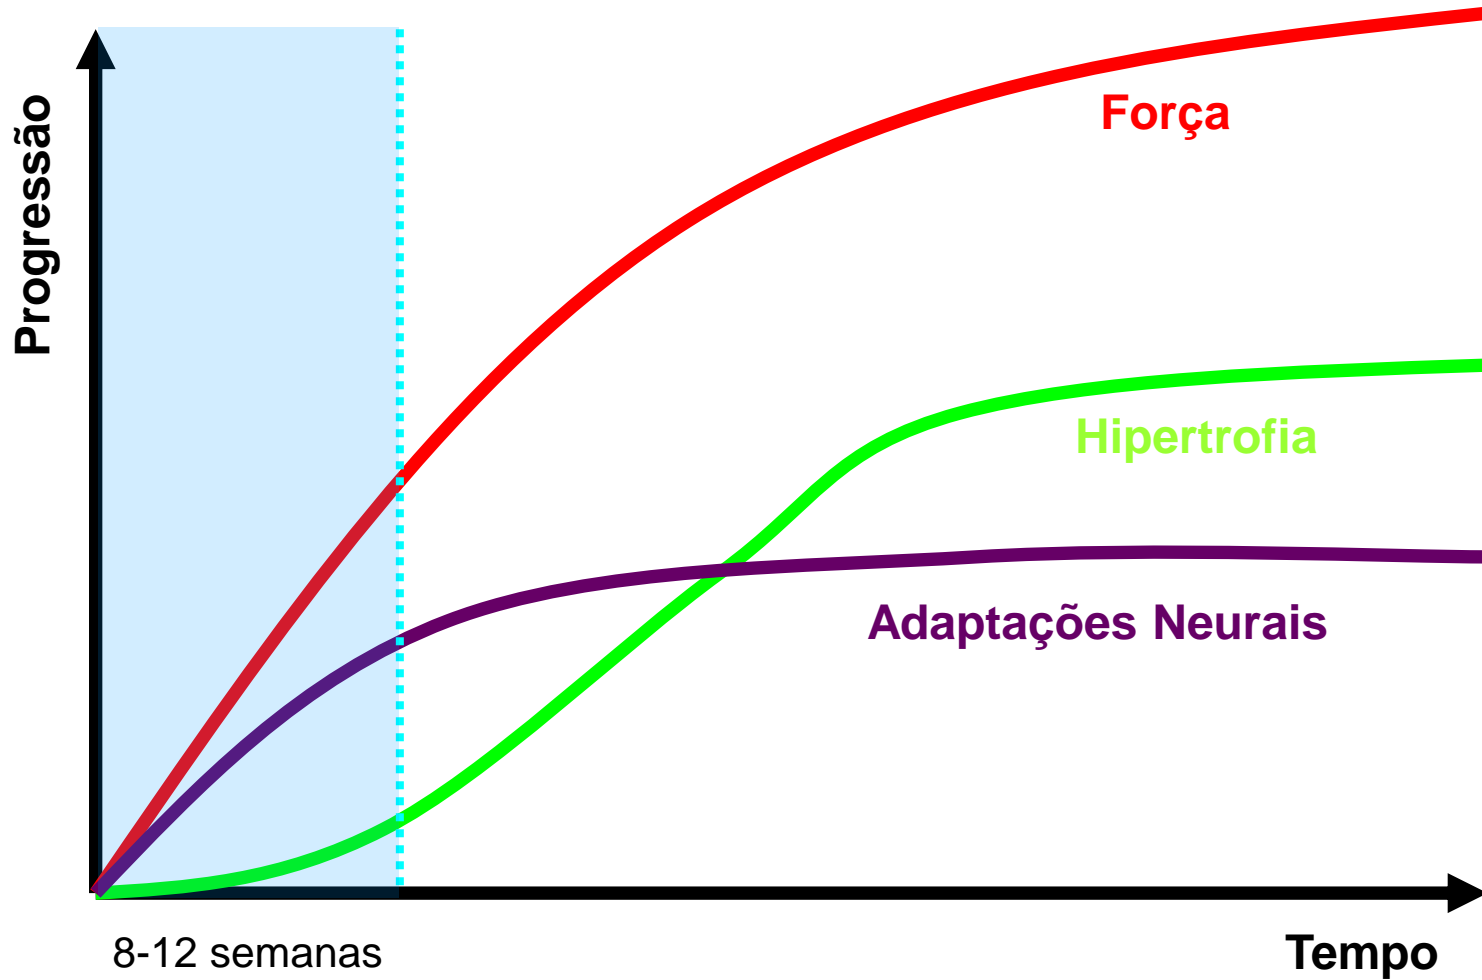 Progressão
Força
Hipertrofia
Adaptações Neurais
8-12 semanas
Tempo